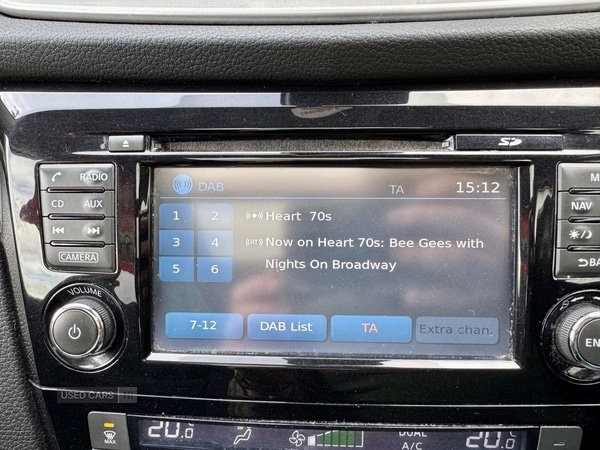 RADIO
CD AUX
CAMERA
VOLUME
SD
NAV
DAB TA 15:12
1 2 Heart 70s
3 4 Now on Heart 70s: Bee Gees with
5 6 Nights On Broadway
7-12 DAB List TA Extra chan.
USED CARS
MAX
20.0 DUAL 20.0°C
A/C